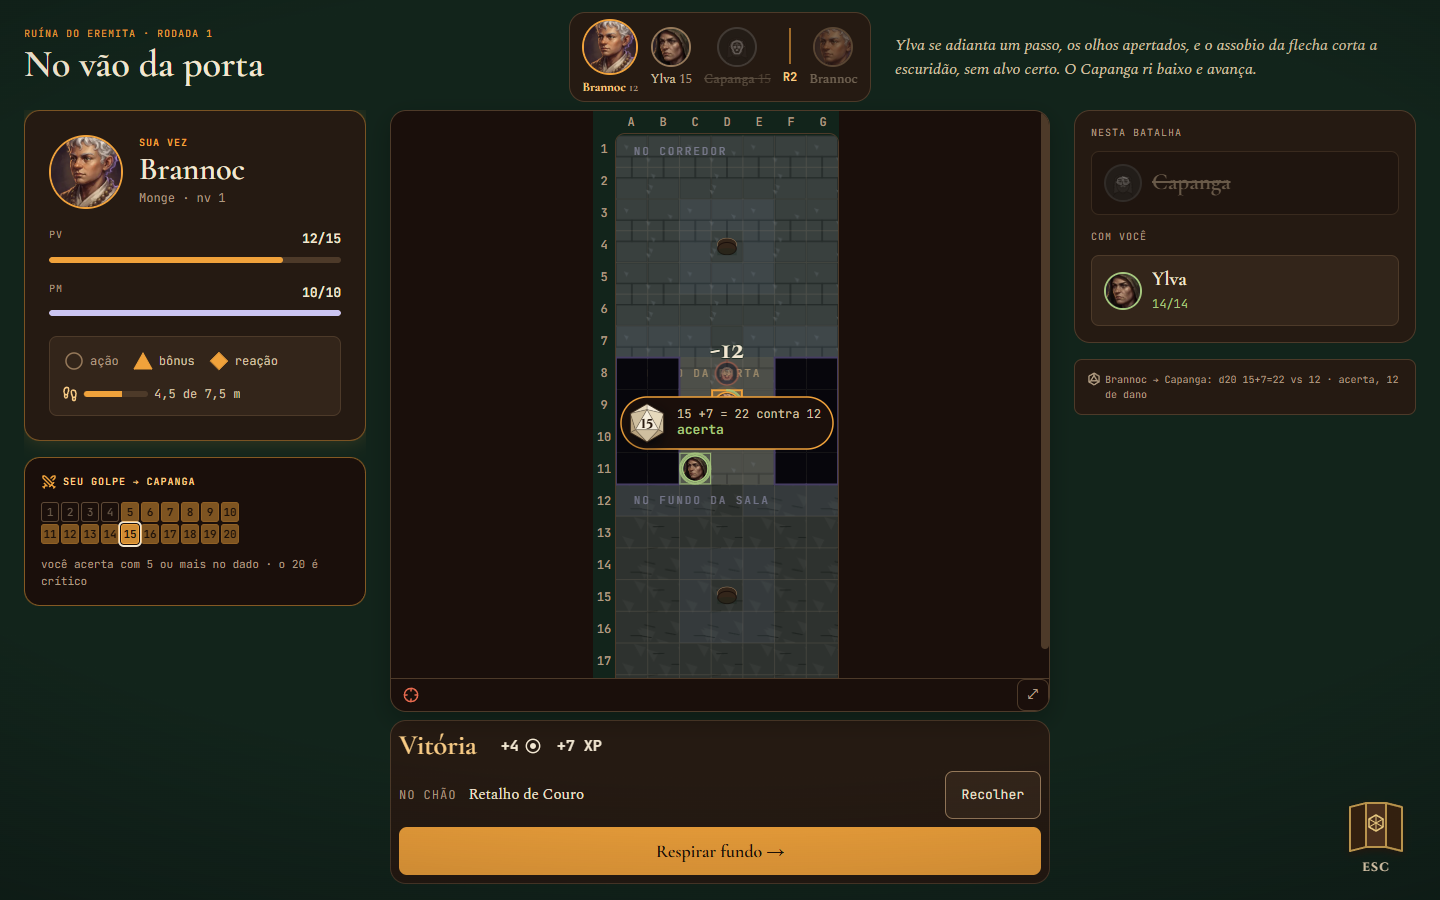 RUÍNA DO EREMITA · RODADA 1
No vão da porta
Brannoc 12
Ylva 15
Capanga 15
R2
Brannoc
Ylva se adianta um passo, os olhos apertados, e o assobio da flecha corta a
escuridão, sem alvo certo. O Capanga ri baixo e avança.
SUA VEZ
Brannoc
Monge · nv 1
PV
12/15
PM
10/10
ação
bônus
reação
4,5 de 7,5 m
SEU GOLPE → CAPANGA
1 2 3 4 5 6 7 8 9 10
11 12 13 14 15 16 17 18 19 20
você acerta com 5 ou mais no dado · o 20 é
crítico
A B C D E F G
1
NO CORREDOR
2
3
4
5
6
7
-12
8
DA
RTA
9
15
15 +7 = 22 contra 12
acerta
10
11
12
NO FUNDO DA SALA
13
14
15
16
17
Vitória
+4
+7 XP
NO CHÃO
Retalho de Couro
Recolher
Respirar fundo →
NESTA BATALHA
Capanga
COM VOCÊ
Ylva
14/14
Brannoc → Capanga: d20 15+7=22 vs 12 · acerta, 12
de dano
ESC